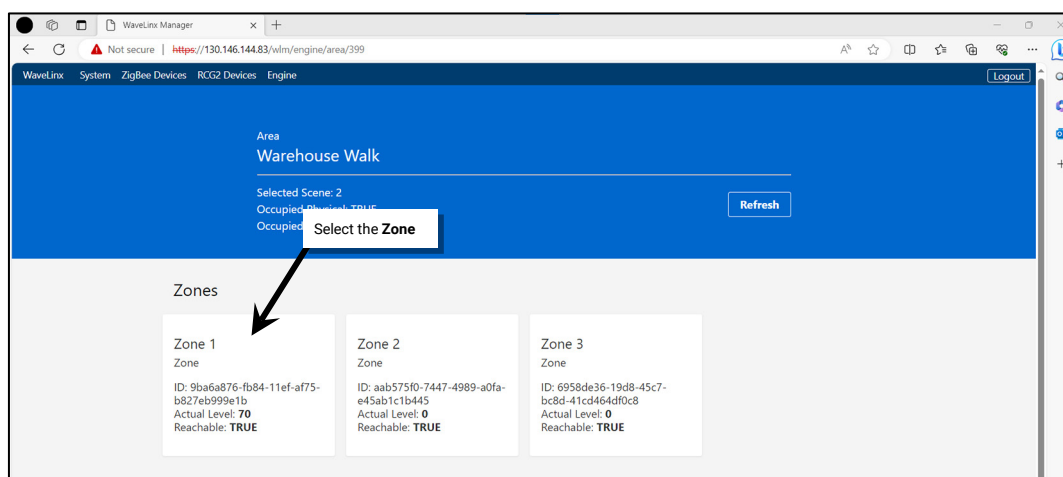 WaveLinx Manager
Not secure
https://130.146.144.83/wlm/engine/area/399
WaveLinx System ZigBee Devices RCG2 Devices Engine
Logout
Area
Warehouse Walk
Selected Scene: 2
Occupied Physical: TRUE
Occupied
Refresh
Select the Zone
Zones
Zone 1
Zone
ID: 9ba6a876-fb84-11ef-af75-
b827eb999e1b
Actual Level: 70
Reachable: TRUE
Zone 2
Zone
ID: aab575f0-7447-4989-a0fa-
e45ab1c1b445
Actual Level: 0
Reachable: TRUE
Zone 3
Zone
ID: 6958de36-19d8-45c7-
bc8d-41cd464df0c8
Actual Level: 0
Reachable: TRUE